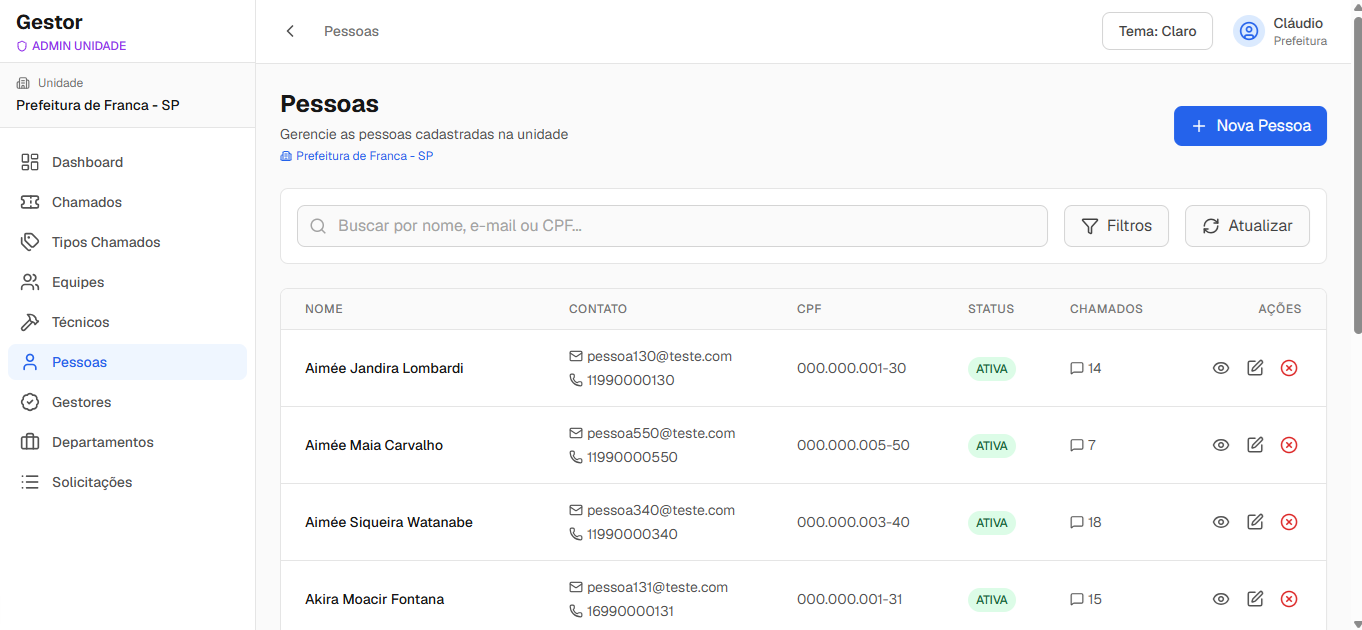 Gestor
ADMIN UNIDADE
Unidade
Prefeitura de Franca - SP
Dashboard
Chamados
Tipos Chamados
Equipes
Técnicos
Pessoas
Gestores
Departamentos
Solicitações
Pessoas
Tema: Claro
Cláudio
Prefeitura
Pessoas
Gerencie as pessoas cadastradas na unidade
Prefeitura de Franca - SP
Nova Pessoa
Buscar por nome, e-mail ou CPF...
Filtros
Atualizar
NOME CONTATO CPF STATUS CHAMADOS AÇÕES
Aimée Jandira Lombardi
pessoa130@teste.com
11990000130
000.000.001-30
ATIVA
14
Aimée Maia Carvalho
pessoa550@teste.com
11990000550
000.000.005-50
ATIVA
7
Aimée Siqueira Watanabe
pessoa340@teste.com
11990000340
000.000.003-40
ATIVA
18
Akira Moacir Fontana
pessoa131@teste.com
16990000131
000.000.001-31
ATIVA
15